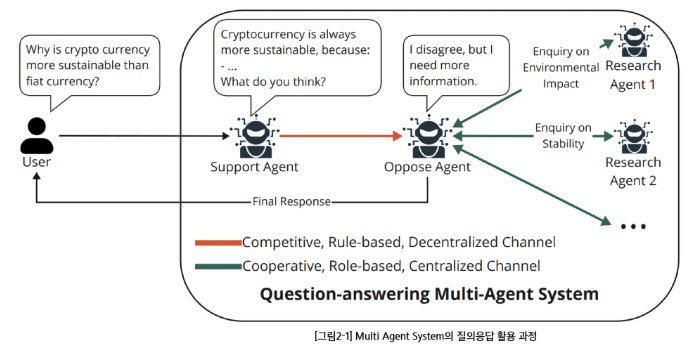 Why is crypto currency
more sustainable than
fiat currency?
Cryptocurrency is always
more sustainable, because:
- ...
What do you think?
I disagree, but I
need more
information.
Enquiry on
Environmental
Impact
Research
Agent 1
Enquiry on
Stability
Research
Agent 2
User
Support Agent
Oppose Agent
...
Final Response
Competitive, Rule-based, Decentralized Channel
Cooperative, Role-based, Centralized Channel
Question-answering Multi-Agent System
[그림2-1] Multi Agent System의 질의응답 활용 과정